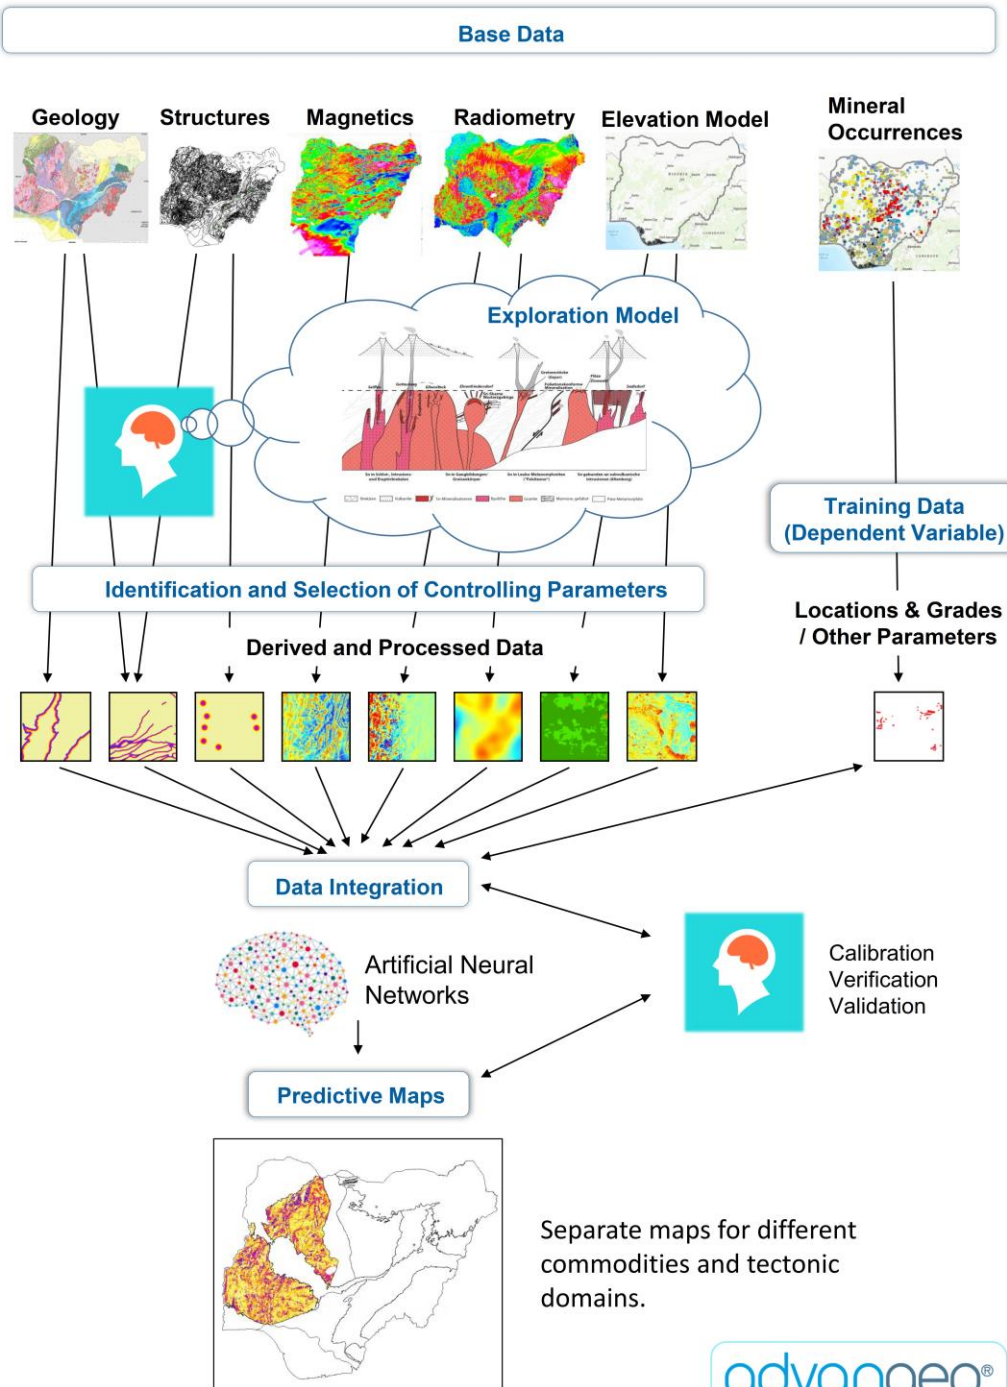 Base Data
Geology
Structures
Magnetics
Radiometry
Elevation Model
Mineral
Occurrences
Exploration Model
Training Data
(Dependent Variable)
Identification and Selection of Controlling Parameters
Locations & Grades
/ Other Parameters
Derived and Processed Data
Data Integration
Artificial Neural
Networks
Calibration
Verification
Validation
Predictive Maps
Separate maps for different
commodities and tectonic
domains.